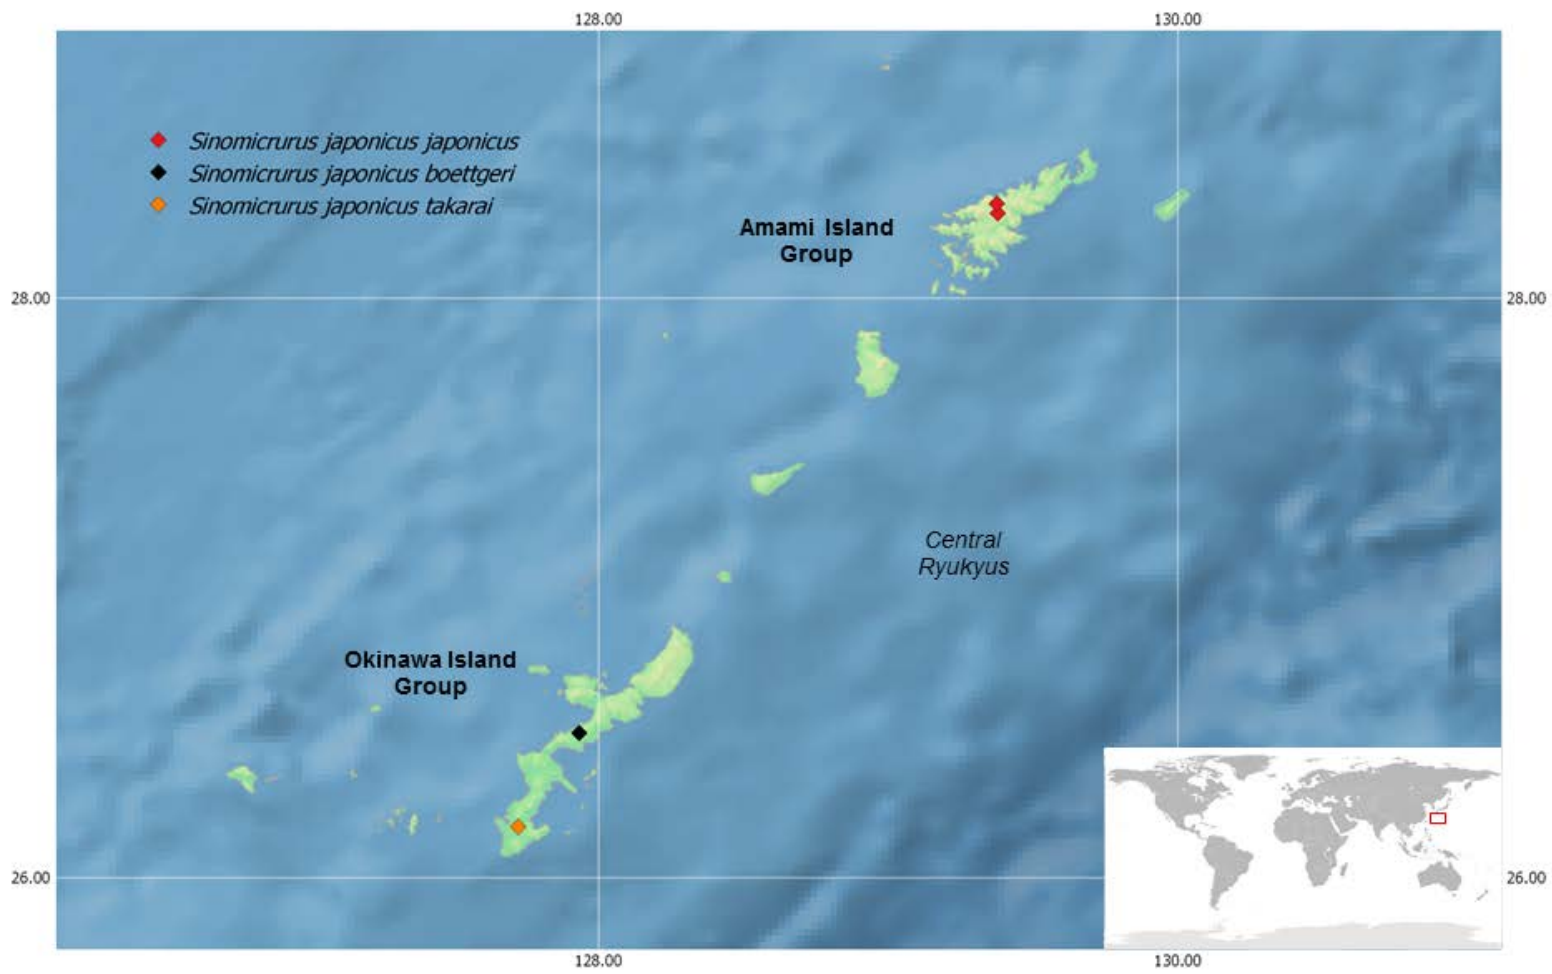 128.00
130.00
Sinomicrurus japonicus japonicus
Sinomicrurus japonicus boettgeri
Sinomicrurus japonicus takarai
Amami Island
Group
28.00
28.00
Central
Ryukyus
Okinawa Island
Group
26.00
26.00
128.00
130.00